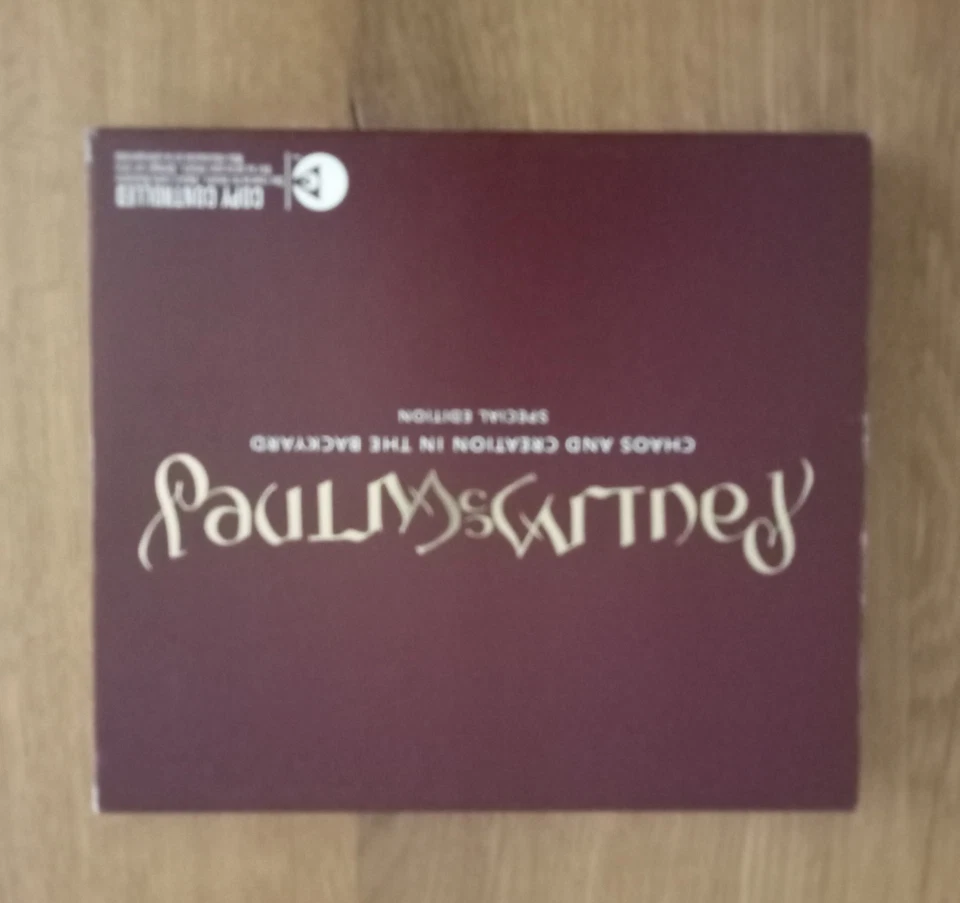 Paul McCartney
CHAOS AND CREATION IN THE BACKYARD
SPECIAL EDITION
COPY CONTROLLED